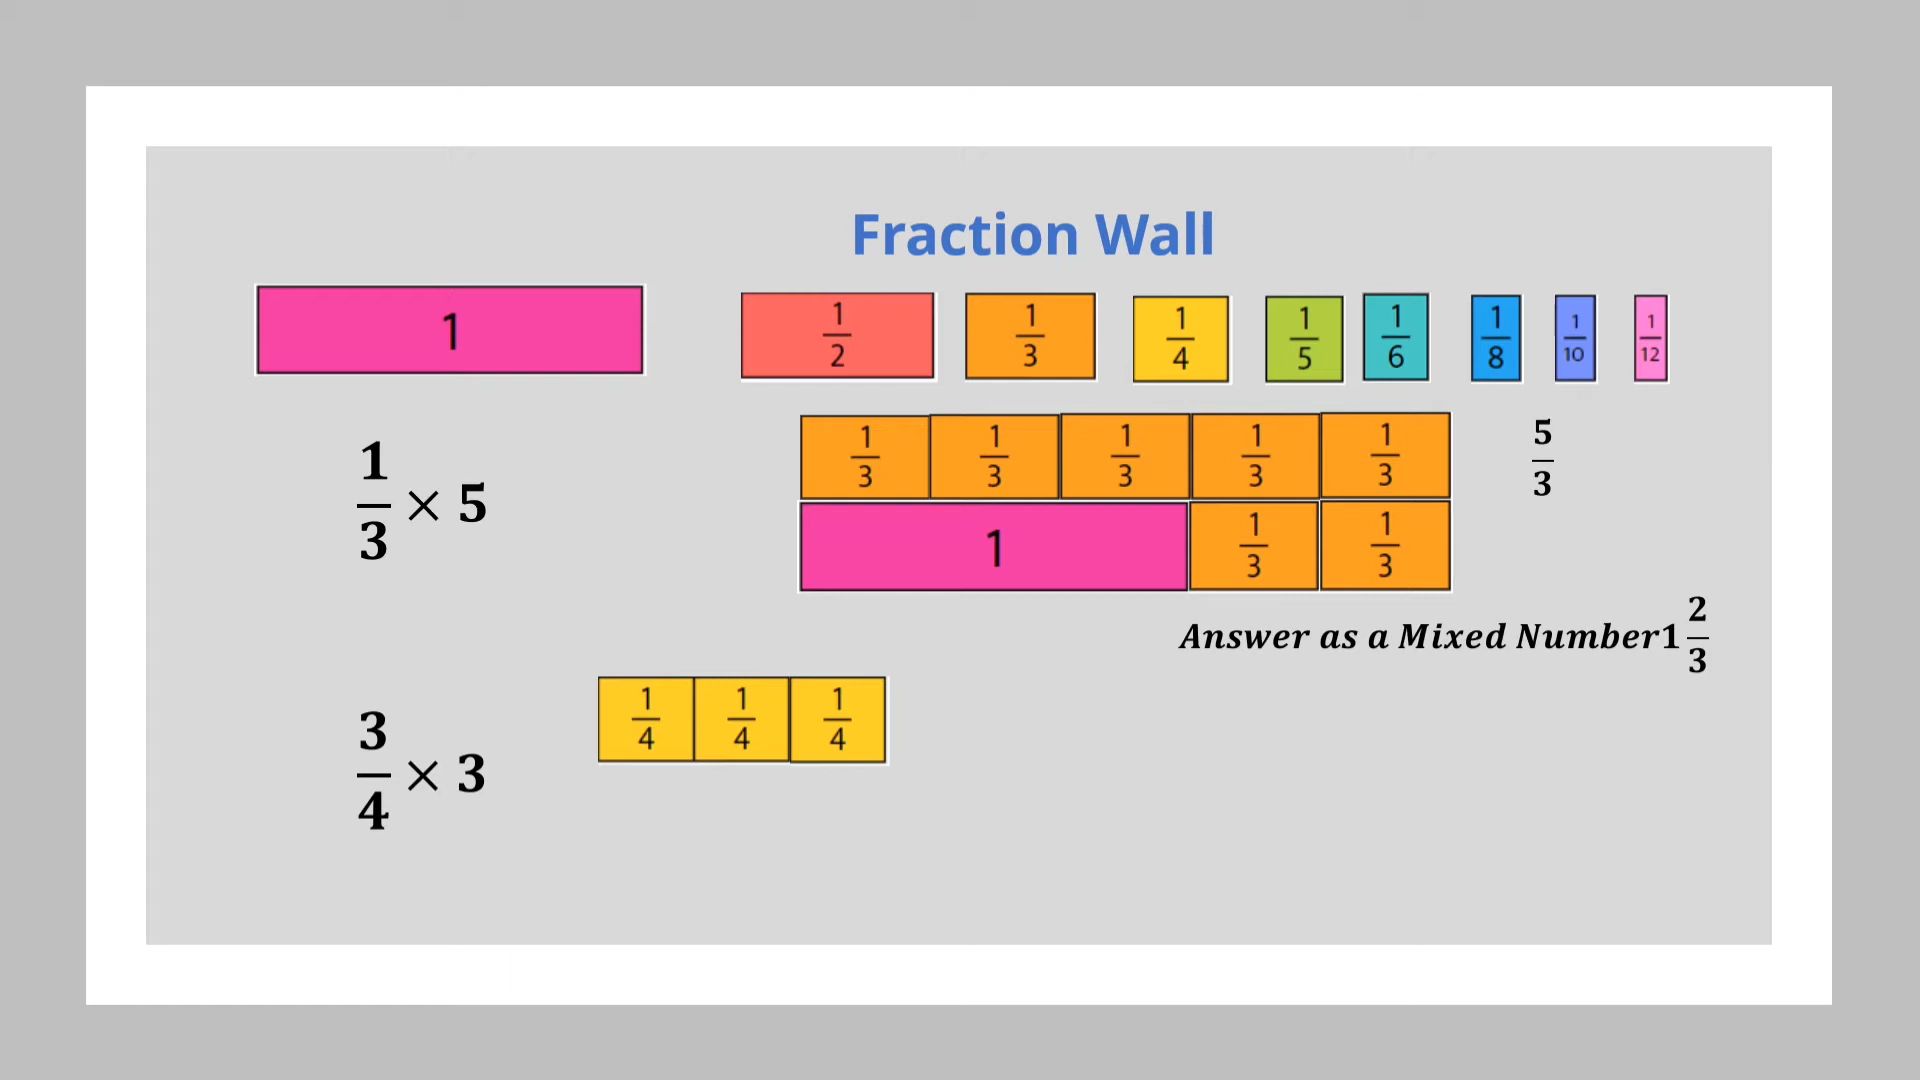 Fraction Wall
1 1/2 1/3 1/4 1/5 1/6 1/8 1/10 1/12
1/3 × 5
1/3 1/3 1/3 1/3 1/3 5/3
1 1/3 1/3
Answer as a Mixed Number1 2/3
3/4 × 3
1/4 1/4 1/4